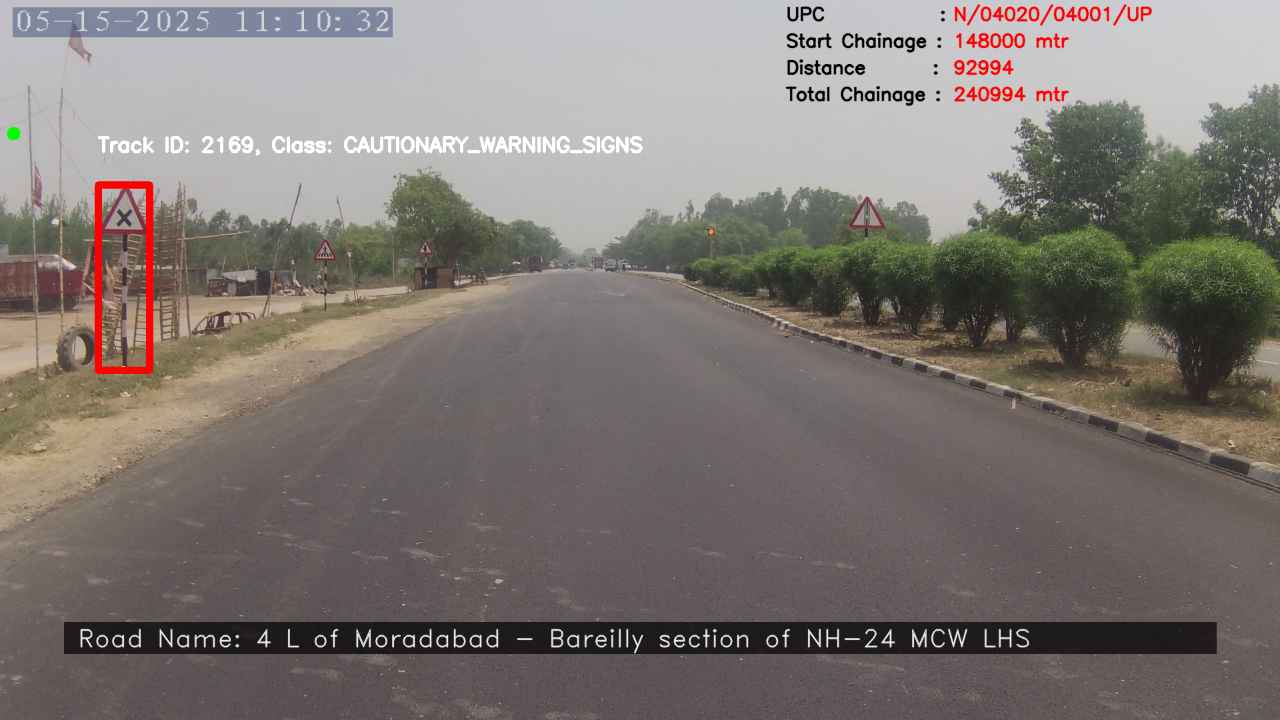 05-15-2025 11:10:32
UPC : N/04020/04001/UP
Start Chainage : 148000 mtr
Distance : 92994
Total Chainage : 240994 mtr
Track ID: 2169, Class: CAUTIONARY_WARNING_SIGNS
Road Name: 4 L of Moradabad - Bareilly section of NH-24 MCW LHS